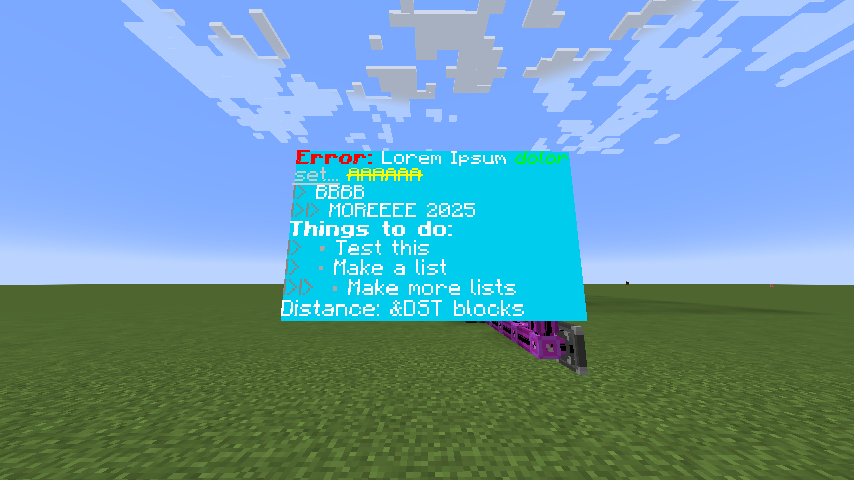 Error: Lorem Ipsum dolor
set... AAAAAA
▷ BBBB
▷▷ MOREEEE 2025
Things to do:
▷ • Test this
▷ • Make a list
▷▷ • Make more lists
Distance: &DST blocks